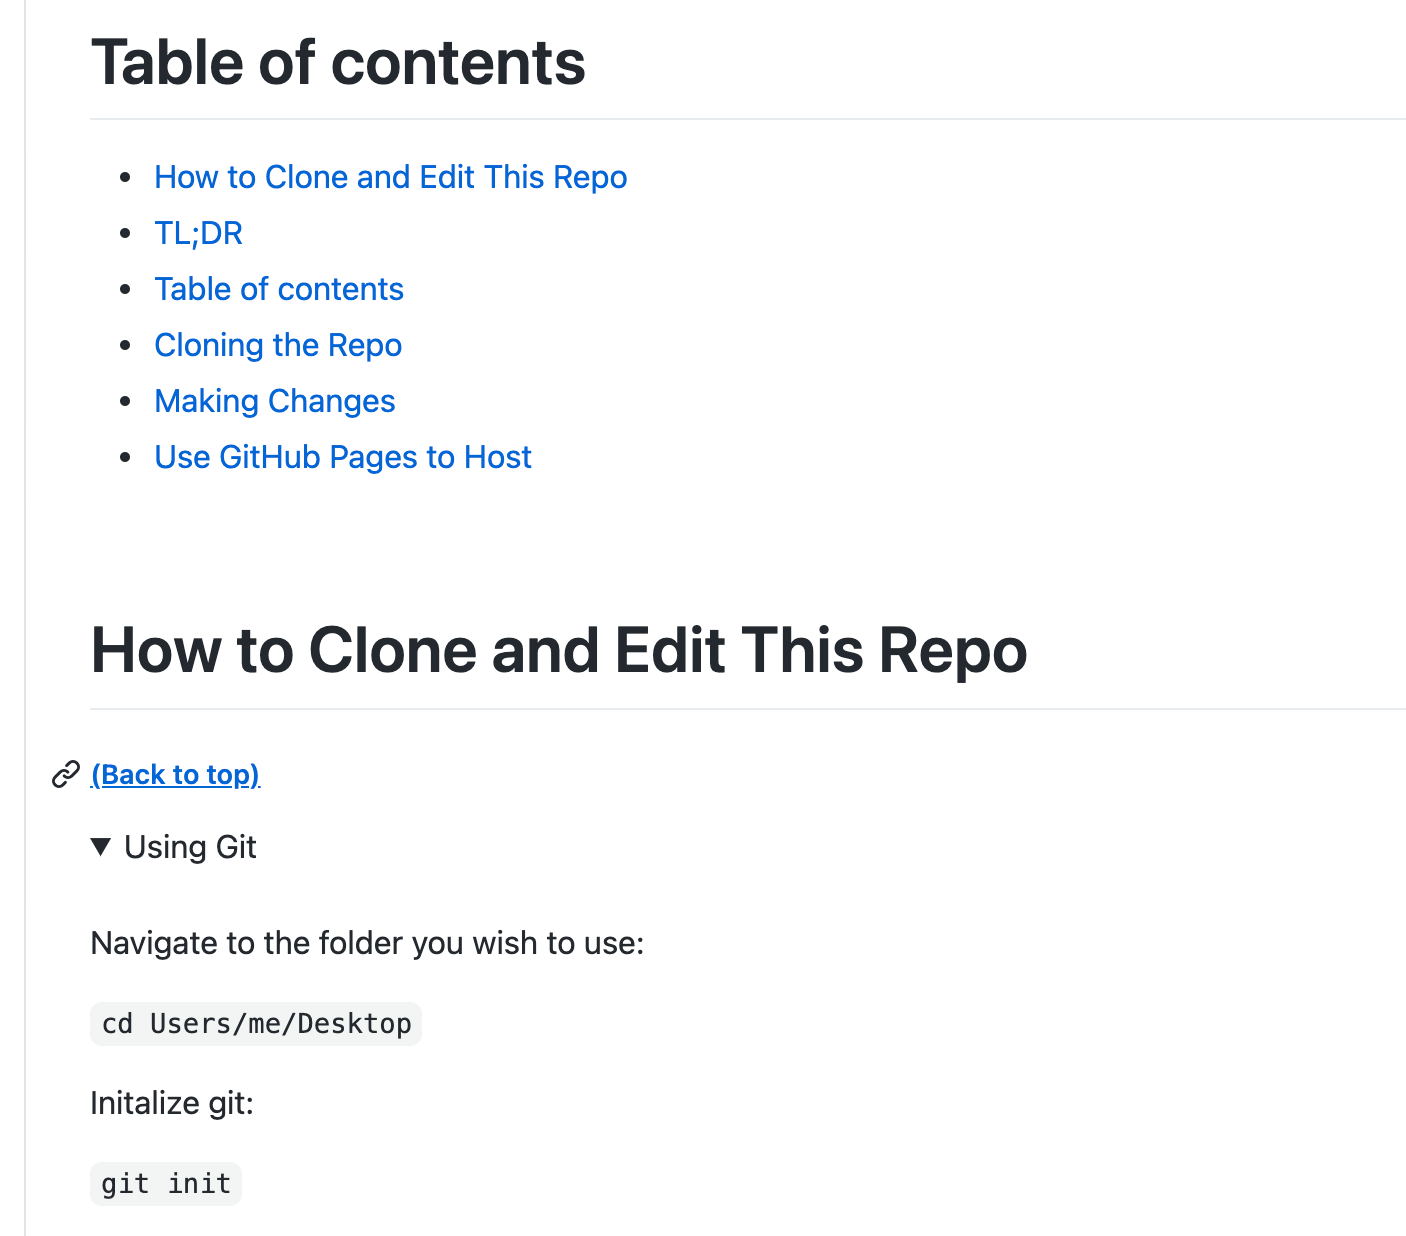 Table of contents
How to Clone and Edit This Repo
TL;DR
Table of contents
Cloning the Repo
Making Changes
Use GitHub Pages to Host
How to Clone and Edit This Repo
(Back to top)
Using Git
Navigate to the folder you wish to use:
cd Users/me/Desktop
Initalize git:
git init